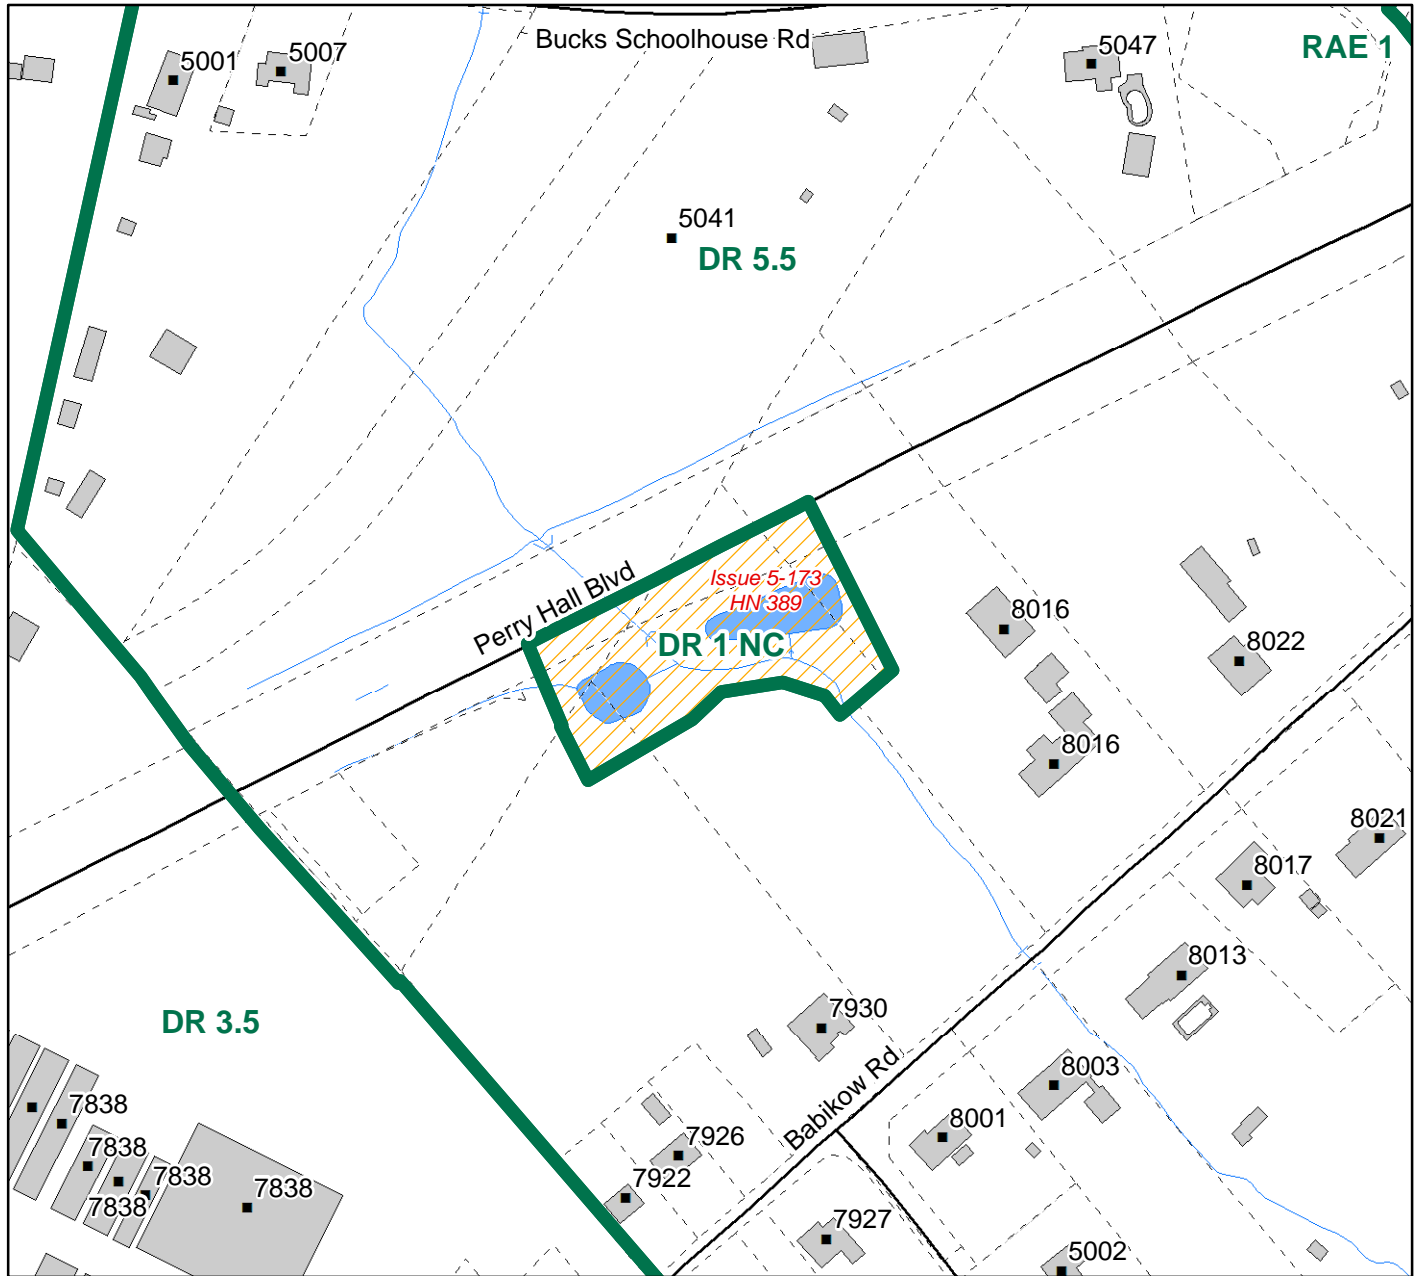 Bucks Schoolhouse Rd
RAE 1
5001
5007
5047
5041
DR 5.5
Perry Hall Blvd
Issue 5-173
HN 389
DR 1 NC
8016
8022
8016
8021
8017
8013
DR 3.5
7930
8003
Babikow Rd
7838
8001
7926
7838
7838
7838
7838
7922
7927
5002